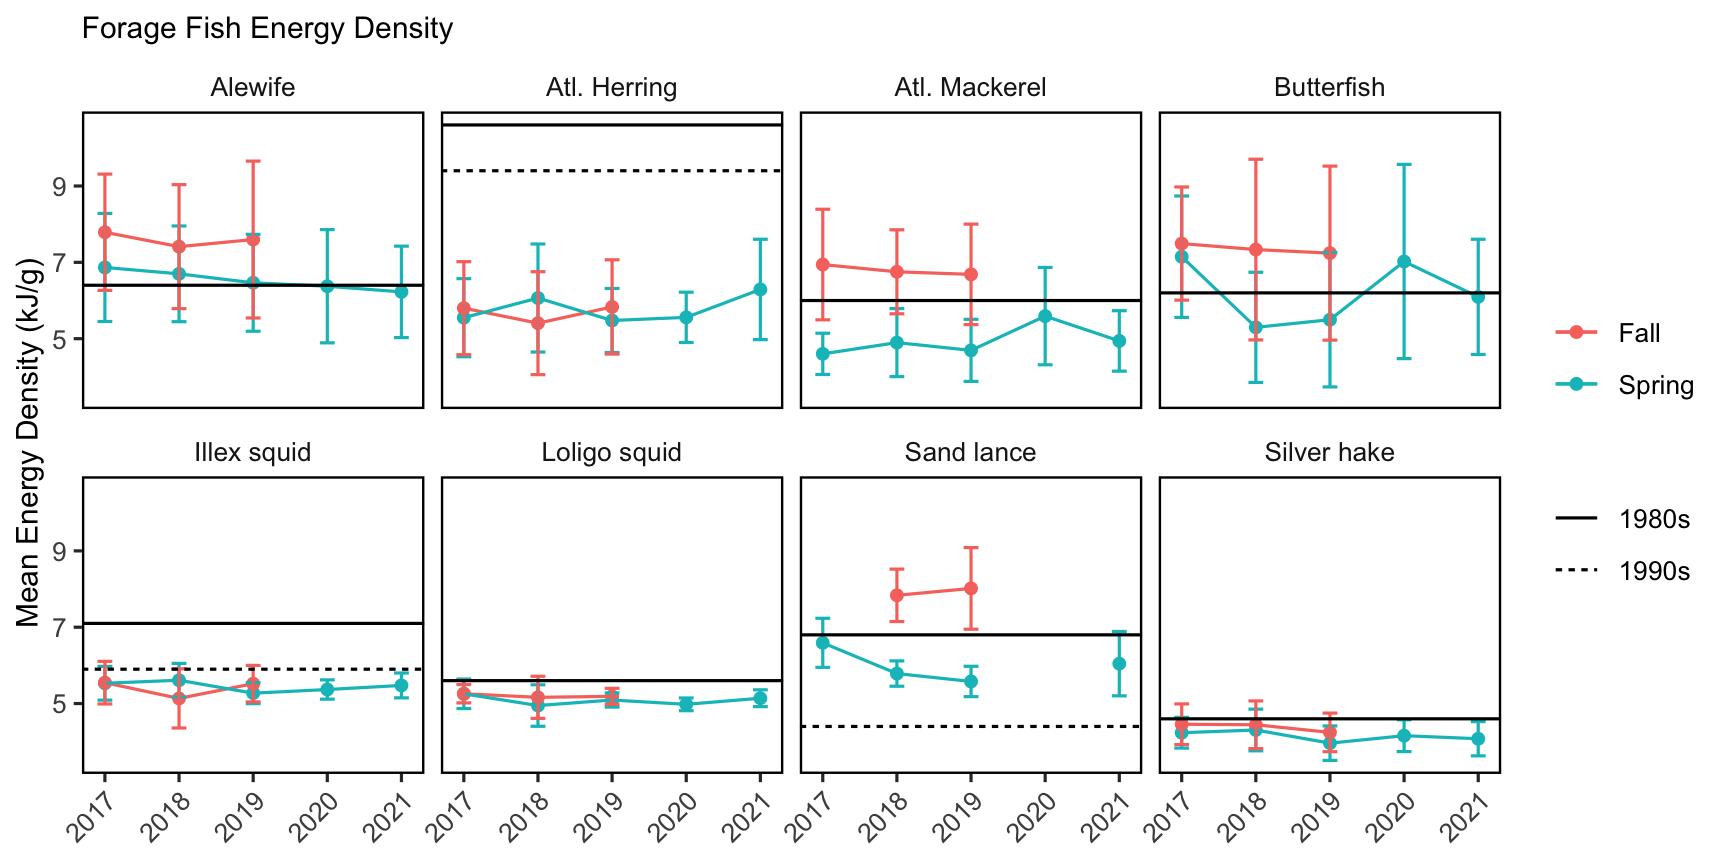 Forage Fish Energy Density
Alewife
Atl. Herring
Atl. Mackerel
Butterfish
9
7
5
Mean Energy Density (kJ/g)
Fall
Spring
Illex squid
Loligo squid
Sand lance
Silver hake
9
7
5
1980s
1990s
2017 2018 2019 2020 2021
2017 2018 2019 2020 2021
2017 2018 2019 2020 2021
2017 2018 2019 2020 2021